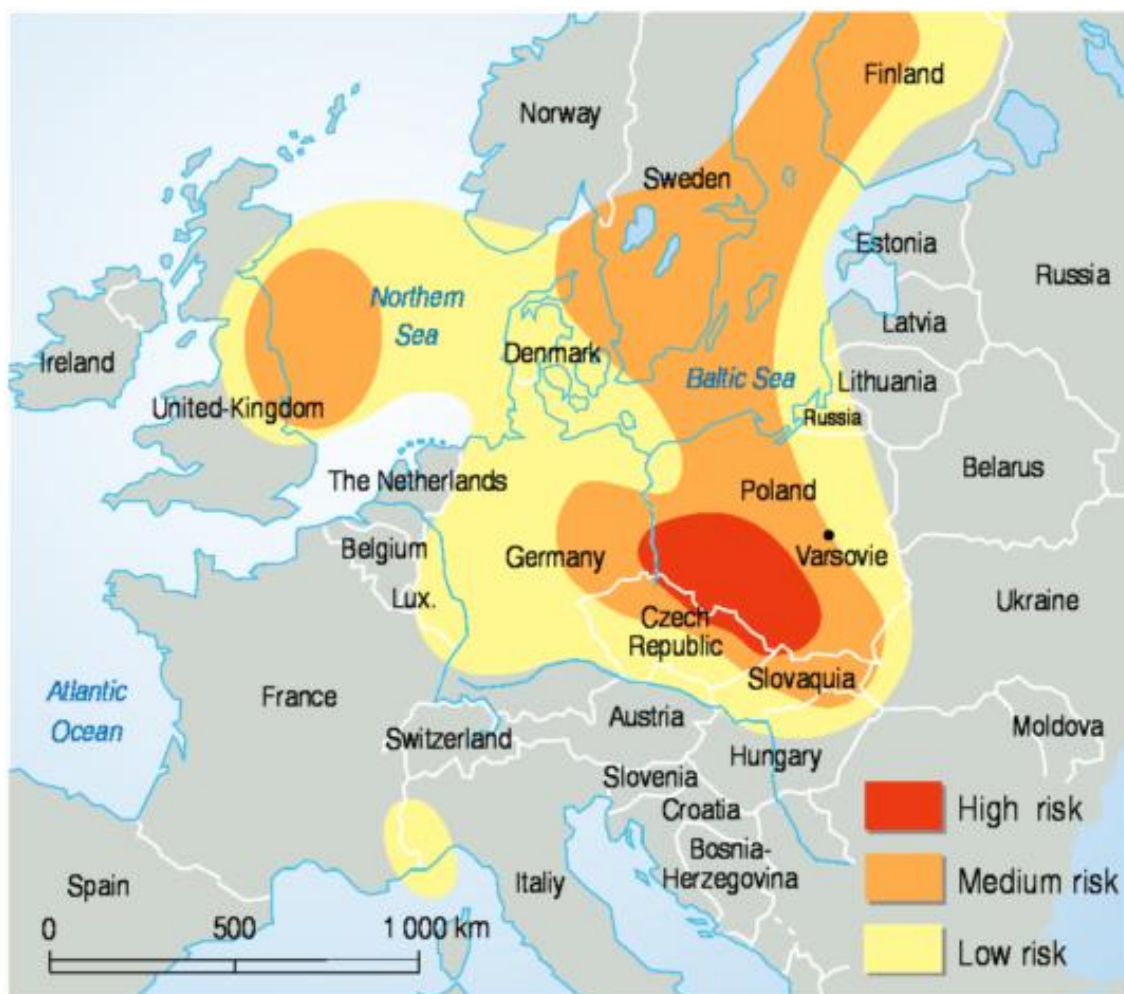 Finland
Norway
Sweden
Estonia
Russia
Northern
Sea
Latvia
Ireland
Denmark
Baltic Sea
Lithuania
United-Kingdom
Russia
Belarus
The Netherlands
Poland
Belgium
Germany
Varsovie
Lux.
Czech
Republic
Ukraine
Slovaquia
Atlantic
Ocean
France
Austria
Moldova
Switzerland
Hungary
Slovenia
Croatia
High risk
Bosnia-
Herzegovina
Spain
Italiy
Medium risk
0 500 1 000 km
Low risk